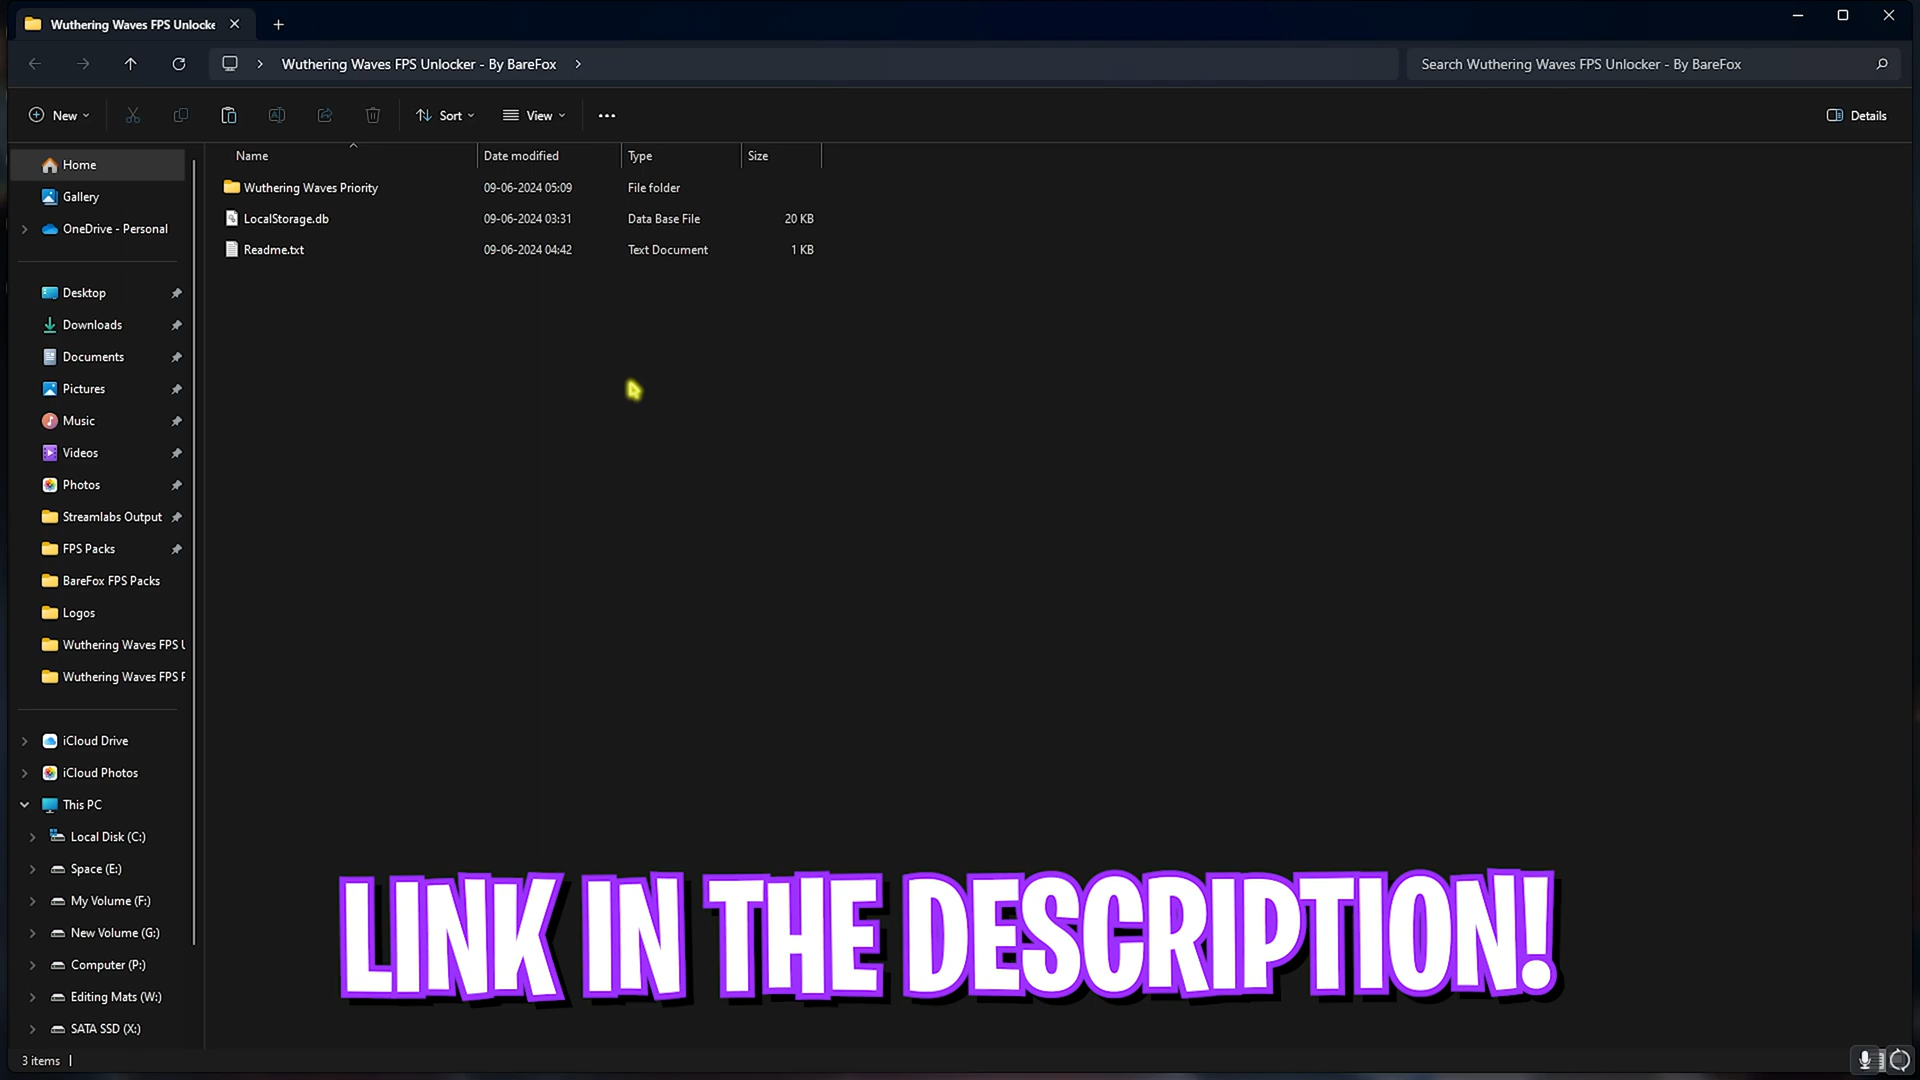 Wuthering Waves FPS Unlocke
Wuthering Waves FPS Unlocker - By BareFox
Search Wuthering Waves FPS Unlocker - By BareFox
New
Sort
View
Details
Name Date modified Type Size
Wuthering Waves Priority 09-06-2024 05:09 File folder
LocalStorage.db 09-06-2024 03:31 Data Base File 20 KB
Readme.txt 09-06-2024 04:42 Text Document 1 KB
Home
Gallery
OneDrive - Personal
Desktop
Downloads
Documents
Pictures
Music
Videos
Photos
Streamlabs Output
FPS Packs
BareFox FPS Packs
Logos
Wuthering Waves FPS U
Wuthering Waves FPS P
iCloud Drive
iCloud Photos
This PC
Local Disk (C:)
Space (E:)
My Volume (F:)
New Volume (G:)
Computer (P:)
Editing Mats (W:)
SATA SSD (X:)
LINK IN THE DESCRIPTION!
3 items